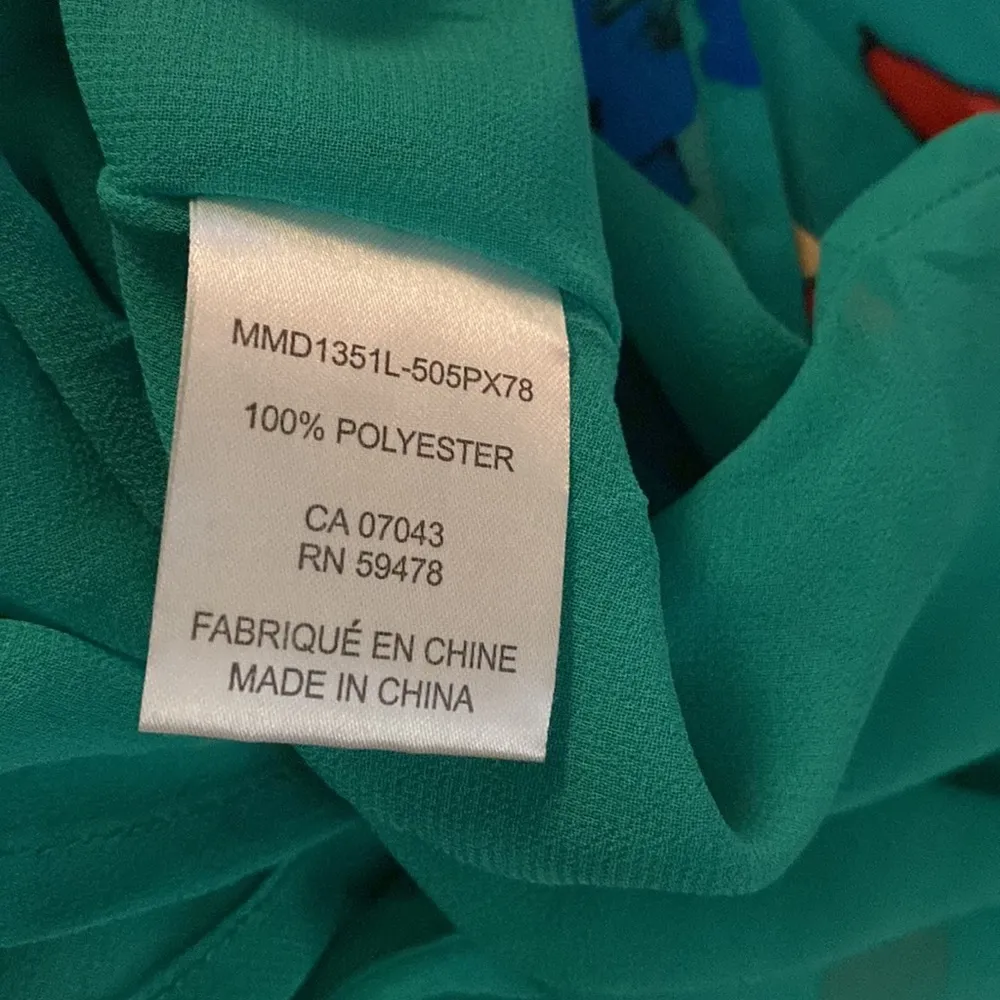 MMD1351L-505PX78
100% POLYESTER
CA 07043
RN 59478
FABRIQUÉ EN CHINE
MADE IN CHINA